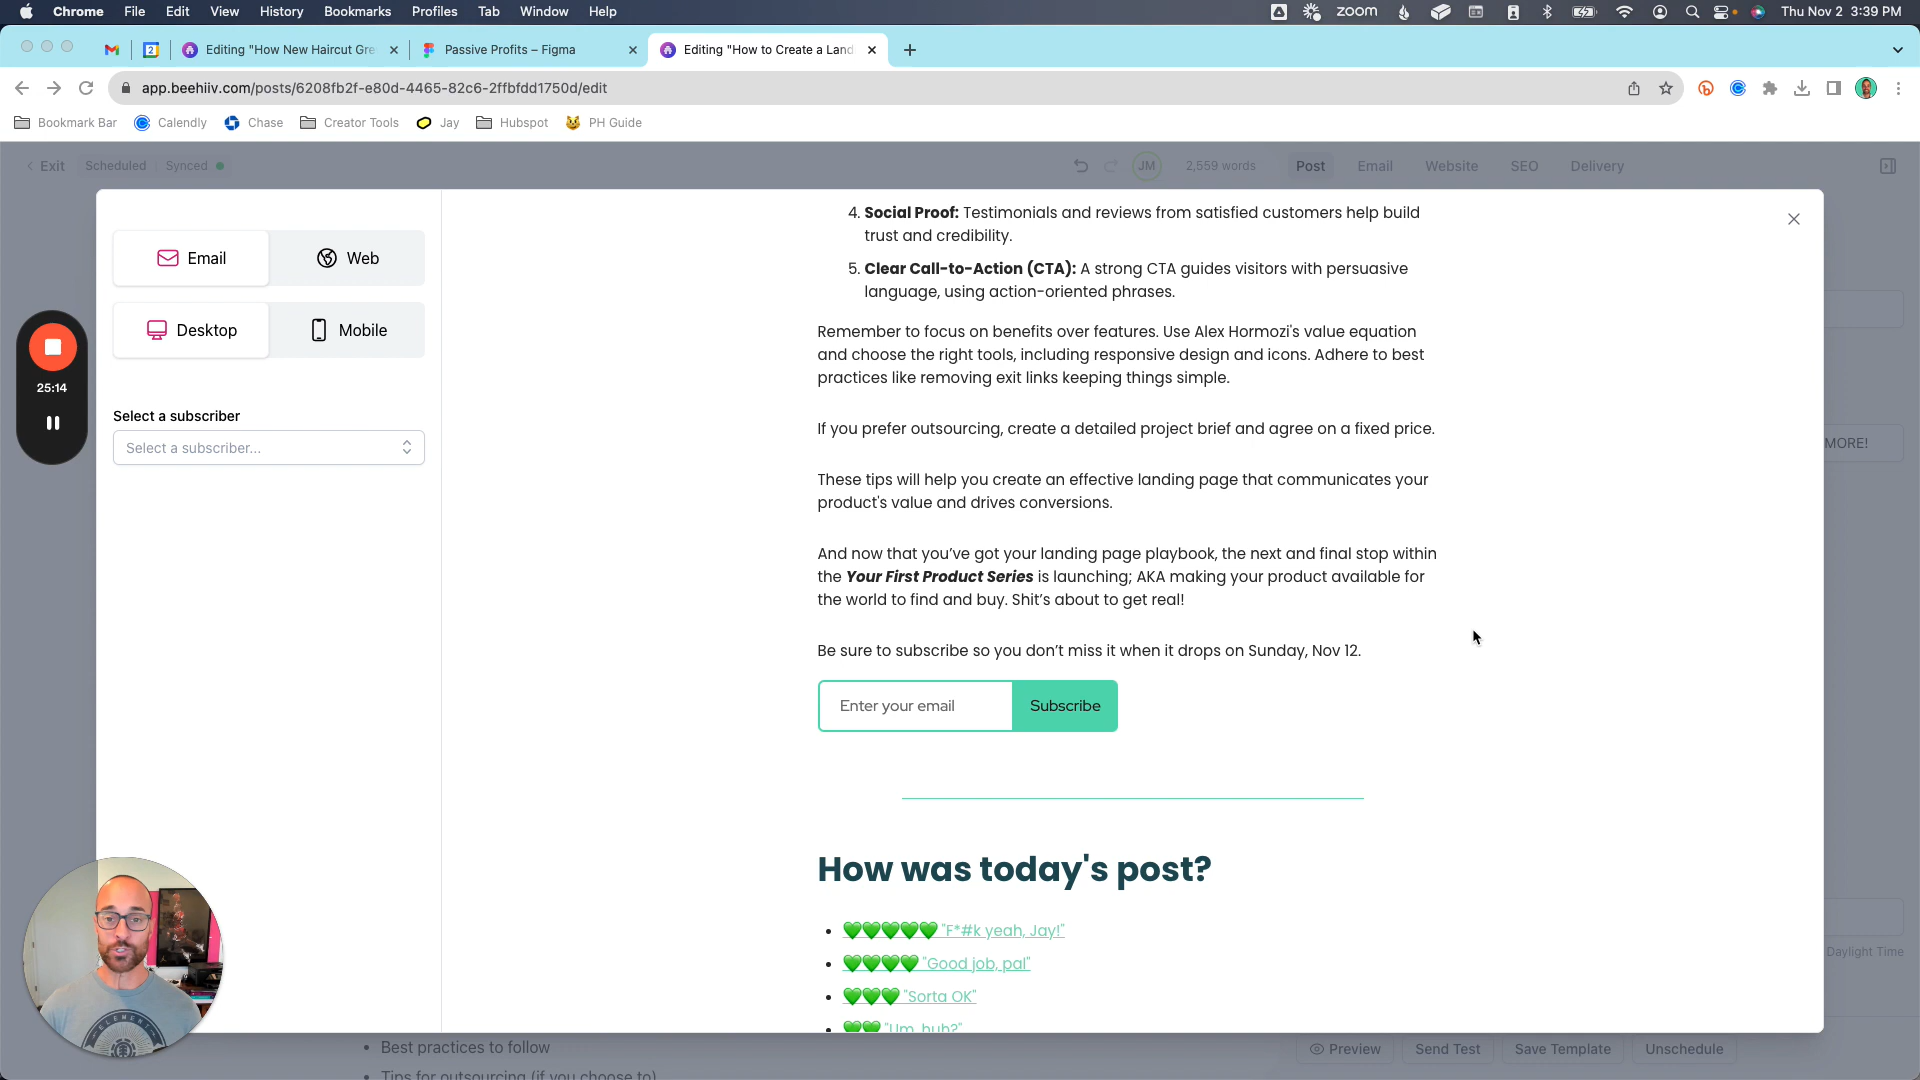 Chrome File Edit View History Bookmarks Profiles Tab Window Help
zoom
Thu Nov 2 3:39 PM
2
Editing "How New Haircut Gre
Passive Profits – Figma
Editing "How to Create a Land
app.beehiiv.com/posts/6208fb2f-e80d-4465-82c6-2ffbfdd1750d/edit
Bookmark Bar
Calendly
Chase
Creator Tools
Jay
Hubspot
PH Guide
Exit
Scheduled
Synced
JM
2,559 words
Post
Email
Website
SEO
Delivery
Email
Web
Desktop
Mobile
Select a subscriber
Select a subscriber...
25:14
4. Social Proof: Testimonials and reviews from satisfied customers help build
trust and credibility.
5. Clear Call-to-Action (CTA): A strong CTA guides visitors with persuasive
language, using action-oriented phrases.
Remember to focus on benefits over features. Use Alex Hormozi's value equation
and choose the right tools, including responsive design and icons. Adhere to best
practices like removing exit links keeping things simple.
If you prefer outsourcing, create a detailed project brief and agree on a fixed price.
These tips will help you create an effective landing page that communicates your
product's value and drives conversions.
And now that you’ve got your landing page playbook, the next and final stop within
the Your First Product Series is launching; AKA making your product available for
the world to find and buy. Shit’s about to get real!
Be sure to subscribe so you don’t miss it when it drops on Sunday, Nov 12.
Enter your email
Subscribe
How was today's post?
• 💚💚💚💚💚 "F*#k yeah, Jay!"
• 💚💚💚💚 "Good job, pal"
• 💚💚💚 "Sorta OK"
• 💚💚 "Um, huh?"
MORE!
Daylight Time
ELEMENT
• Best practices to follow
• Tips for outsourcing (if you choose to)
Preview
Send Test
Save Template
Unschedule